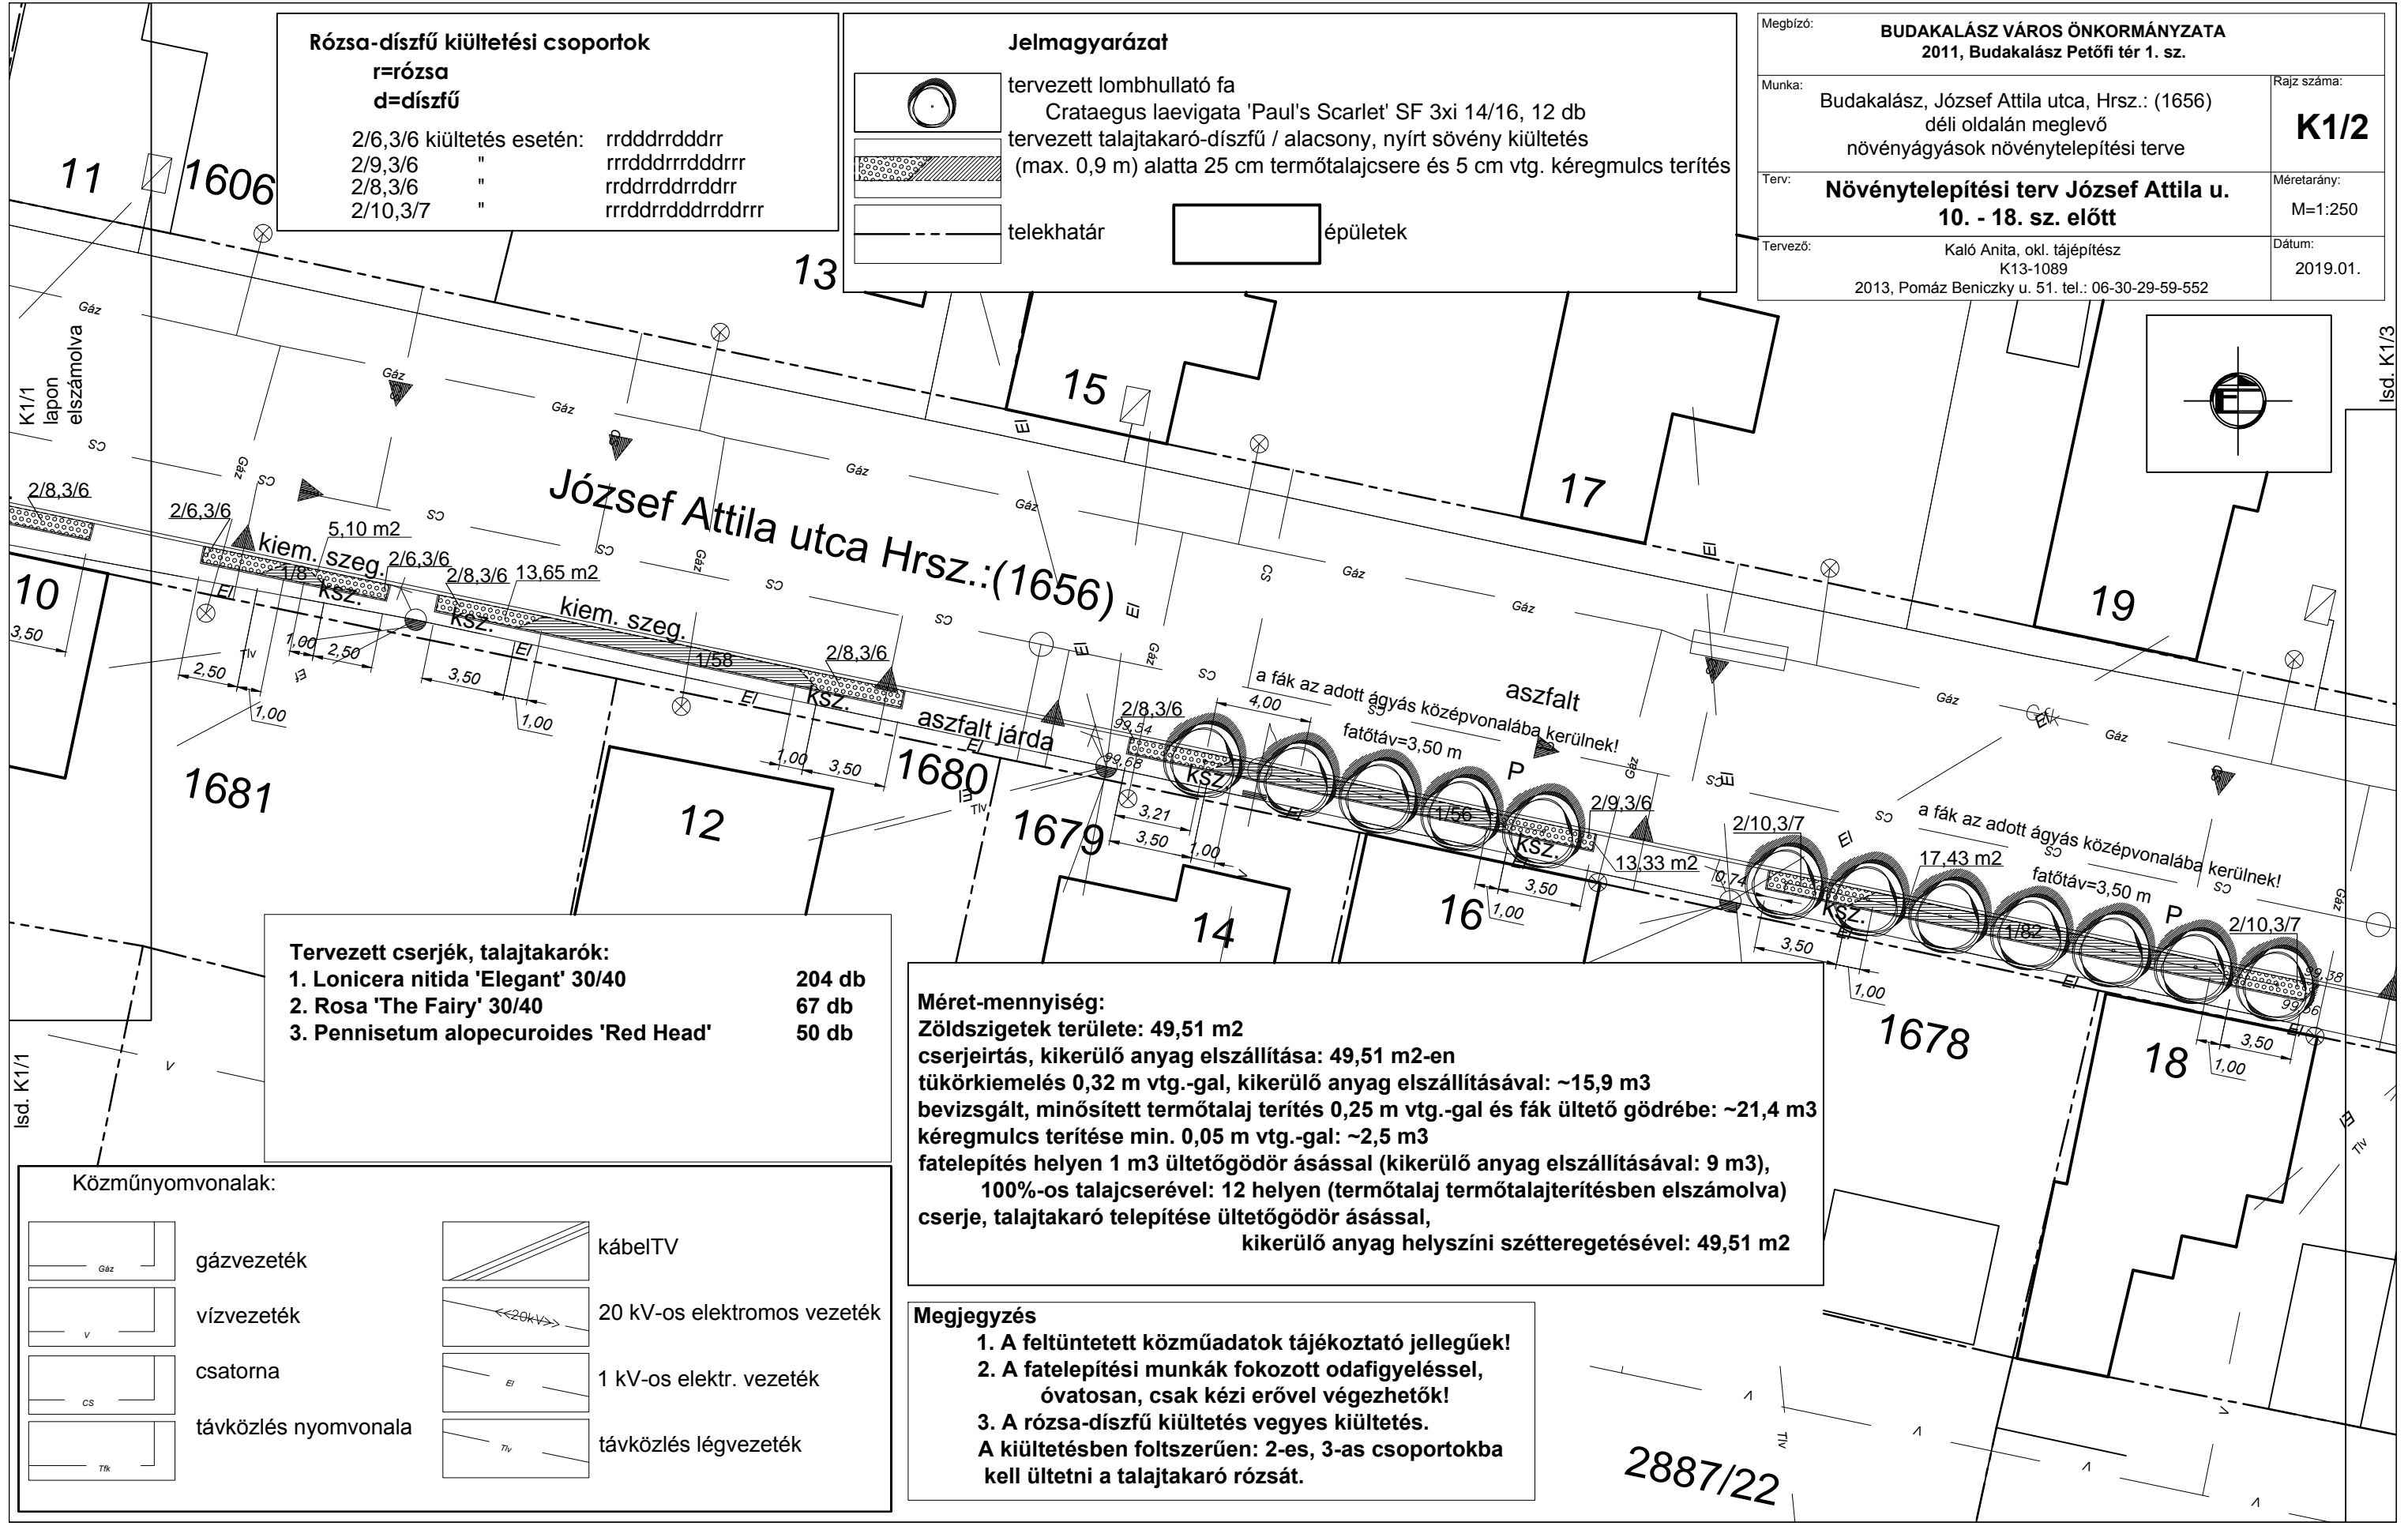 Rózsa-díszfű kiültetési csoportok
r=rózsa
d=díszfű
2/6,3/6 kiültetés esetén: rrdddrrdddrr
2/9,3/6 " rrrdddrrrdddrrr
2/8,3/6 " rrddrrddrrddrr
2/10,3/7 " rrrddrrdddrrddrrr
Jelmagyarázat
tervezett lombhullató fa
Crataegus laevigata 'Paul's Scarlet' SF 3xi 14/16, 12 db
tervezett talajtakaró-díszfű / alacsony, nyírt sövény kiültetés
(max. 0,9 m) alatta 25 cm termőtalajcsere és 5 cm vtg. kéregmulcs terítés
telekhatár
épületek
Megbízó:
BUDAKALÁSZ VÁROS ÖNKORMÁNYZATA
2011, Budakalász Petőfi tér 1. sz.
Munka:
Budakalász, József Attila utca, Hrsz.: (1656)
déli oldalán meglevő
növényágyások növénytelepítési terve
Rajz száma:
K1/2
Terv:
Növénytelepítési terv József Attila u.
10. - 18. sz. előtt
Méretarány:
M=1:250
Tervező:
Kaló Anita, okl. tájépítész
K13-1089
2013, Pomáz Beniczky u. 51. tel.: 06-30-29-59-552
Dátum:
2019.01.
11
1606
13
15
17
19
K1/1
lapon
elszámolva
lsd. K1/3
József Attila utca Hrsz.:(1656)
Gáz
Gáz
Gáz
Gáz
Gáz
Gáz
Gáz
Gáz
Gáz
2/8,3/6
2/6,3/6
5,10 m2
kiem. szeg.
1/8
2/6,3/6
ksz.
2/8,3/6
13,65 m2
kiem. szeg.
ksz.
1/58
2/8,3/6
ksz.
aszfalt járda
10
3,50
2,50
1,00
1,00
2,50
3,50
1,00
1,00
3,50
1681
12
1680
1679
2/8,3/6
99,54
99,68
4,00
a fák az adott ágyás középvonalába kerülnek!
fatőtáv=3,50 m
aszfalt
P
ksz.
1/56
2/9,3/6
ksz.
13,33 m2
3,21
3,50
1,00
3,50
1,00
14
16
2/10,3/7
0,74
ksz.
17,43 m2
a fák az adott ágyás középvonalába kerülnek!
fatőtáv=3,50 m
P
1/82
2/10,3/7
99,38
3,50
1,00
3,50
1,00
1678
18
2887/22
lsd. K1/1
Tervezett cserjék, talajtakarók:
1. Lonicera nitida 'Elegant' 30/40 204 db
2. Rosa 'The Fairy' 30/40 67 db
3. Pennisetum alopecuroides 'Red Head' 50 db
Méret-mennyiség:
Zöldszigetek területe: 49,51 m2
cserjeirtás, kikerülő anyag elszállítása: 49,51 m2-en
tükörkiemelés 0,32 m vtg.-gal, kikerülő anyag elszállításával: ~15,9 m3
bevizsgált, minősített termőtalaj terítés 0,25 m vtg.-gal és fák ültető gödrébe: ~21,4 m3
kéregmulcs terítése min. 0,05 m vtg.-gal: ~2,5 m3
fatelepítés helyen 1 m3 ültetőgödör ásással (kikerülő anyag elszállításával: 9 m3),
100%-os talajcserével: 12 helyen (termőtalaj termőtalajterítésben elszámolva)
cserje, talajtakaró telepítése ültetőgödör ásással,
kikerülő anyag helyszíni szétteregetésével: 49,51 m2
Közműnyomvonalak:
Gáz
gázvezeték
V
vízvezeték
CS
csatorna
Tfk
távközlés nyomvonala
kábelTV
<<20kV>>
20 kV-os elektromos vezeték
El
1 kV-os elektr. vezeték
Tlv
távközlés légvezeték
Megjegyzés
1. A feltüntetett közműadatok tájékoztató jellegűek!
2. A fatelepítési munkák fokozott odafigyeléssel,
óvatosan, csak kézi erővel végezhetők!
3. A rózsa-díszfű kiültetés vegyes kiültetés.
A kiültetésben foltszerűen: 2-es, 3-as csoportokba
kell ültetni a talajtakaró rózsát.